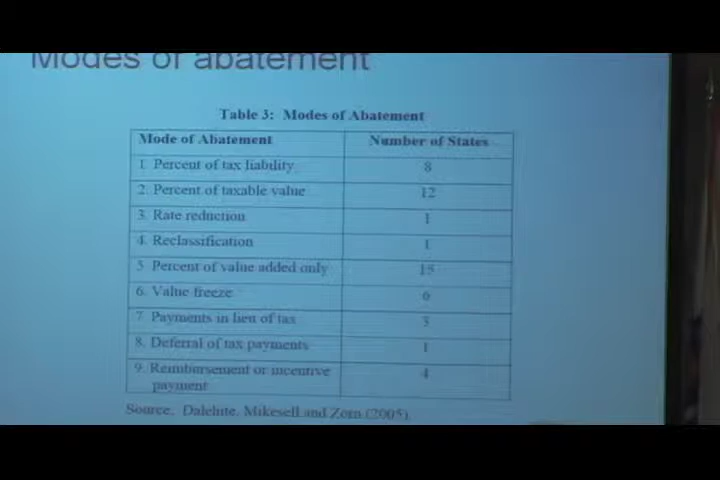 Modes of abatement
Table 3: Modes of Abatement
Mode of Abatement Number of States
1. Percent of tax liability 8
2. Percent of taxable value 12
3. Rate reduction 1
4. Reclassification 1
5. Percent of value added only 15
6. Value freeze 6
7. Payments in lieu of tax
8. Deferral of tax payments 1
9. Reimbursement or incentive 4
payment
Source. Dalehite, Mikesell and Zorn (2005).